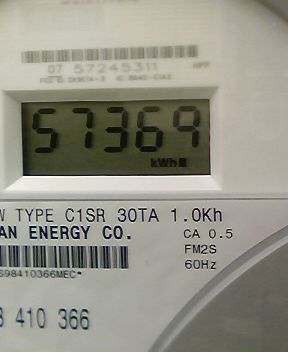 07 57245311
57369
kWh
W TYPE C1SR 30TA 1.0Kh
AN ENERGY CO.
CA 0.5
FM2S
60Hz
S98410366MEC*
410 366